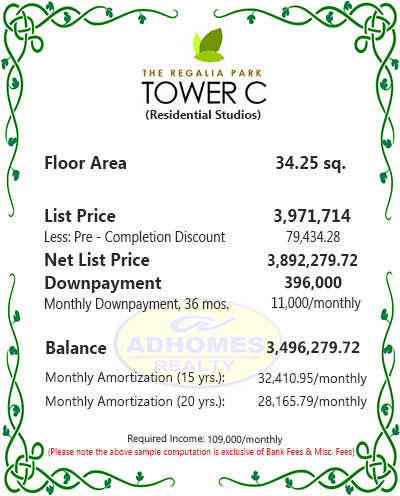 THE REGALIA PARK
TOWER C
(Residential Studios)
Floor Area 34.25 sq.
List Price 3,971,714
Less: Pre - Completion Discount 79,434.28
Net List Price 3,892,279.72
Downpayment 396,000
Monthly Downpayment, 36 mos. 11,000/monthly
ADHOMES
REALTY
Balance 3,496,279.72
Monthly Amortization (15 yrs.): 32,410.95/monthly
Monthly Amortization (20 yrs.): 28,165.79/monthly
Required Income: 109,000/monthly
(Please note the above sample computation is exclusive of Bank Fees & Misc. Fees)